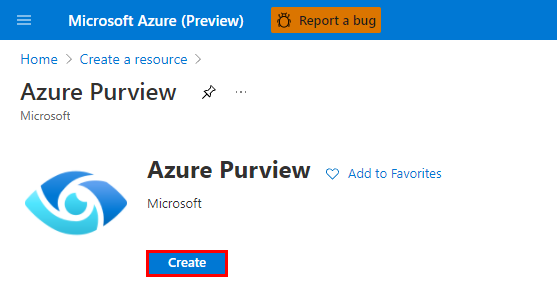 Microsoft Azure (Preview) Report a bug
Home > Create a resource >
Azure Purview ...
Microsoft
Azure Purview Add to Favorites
Microsoft
Create